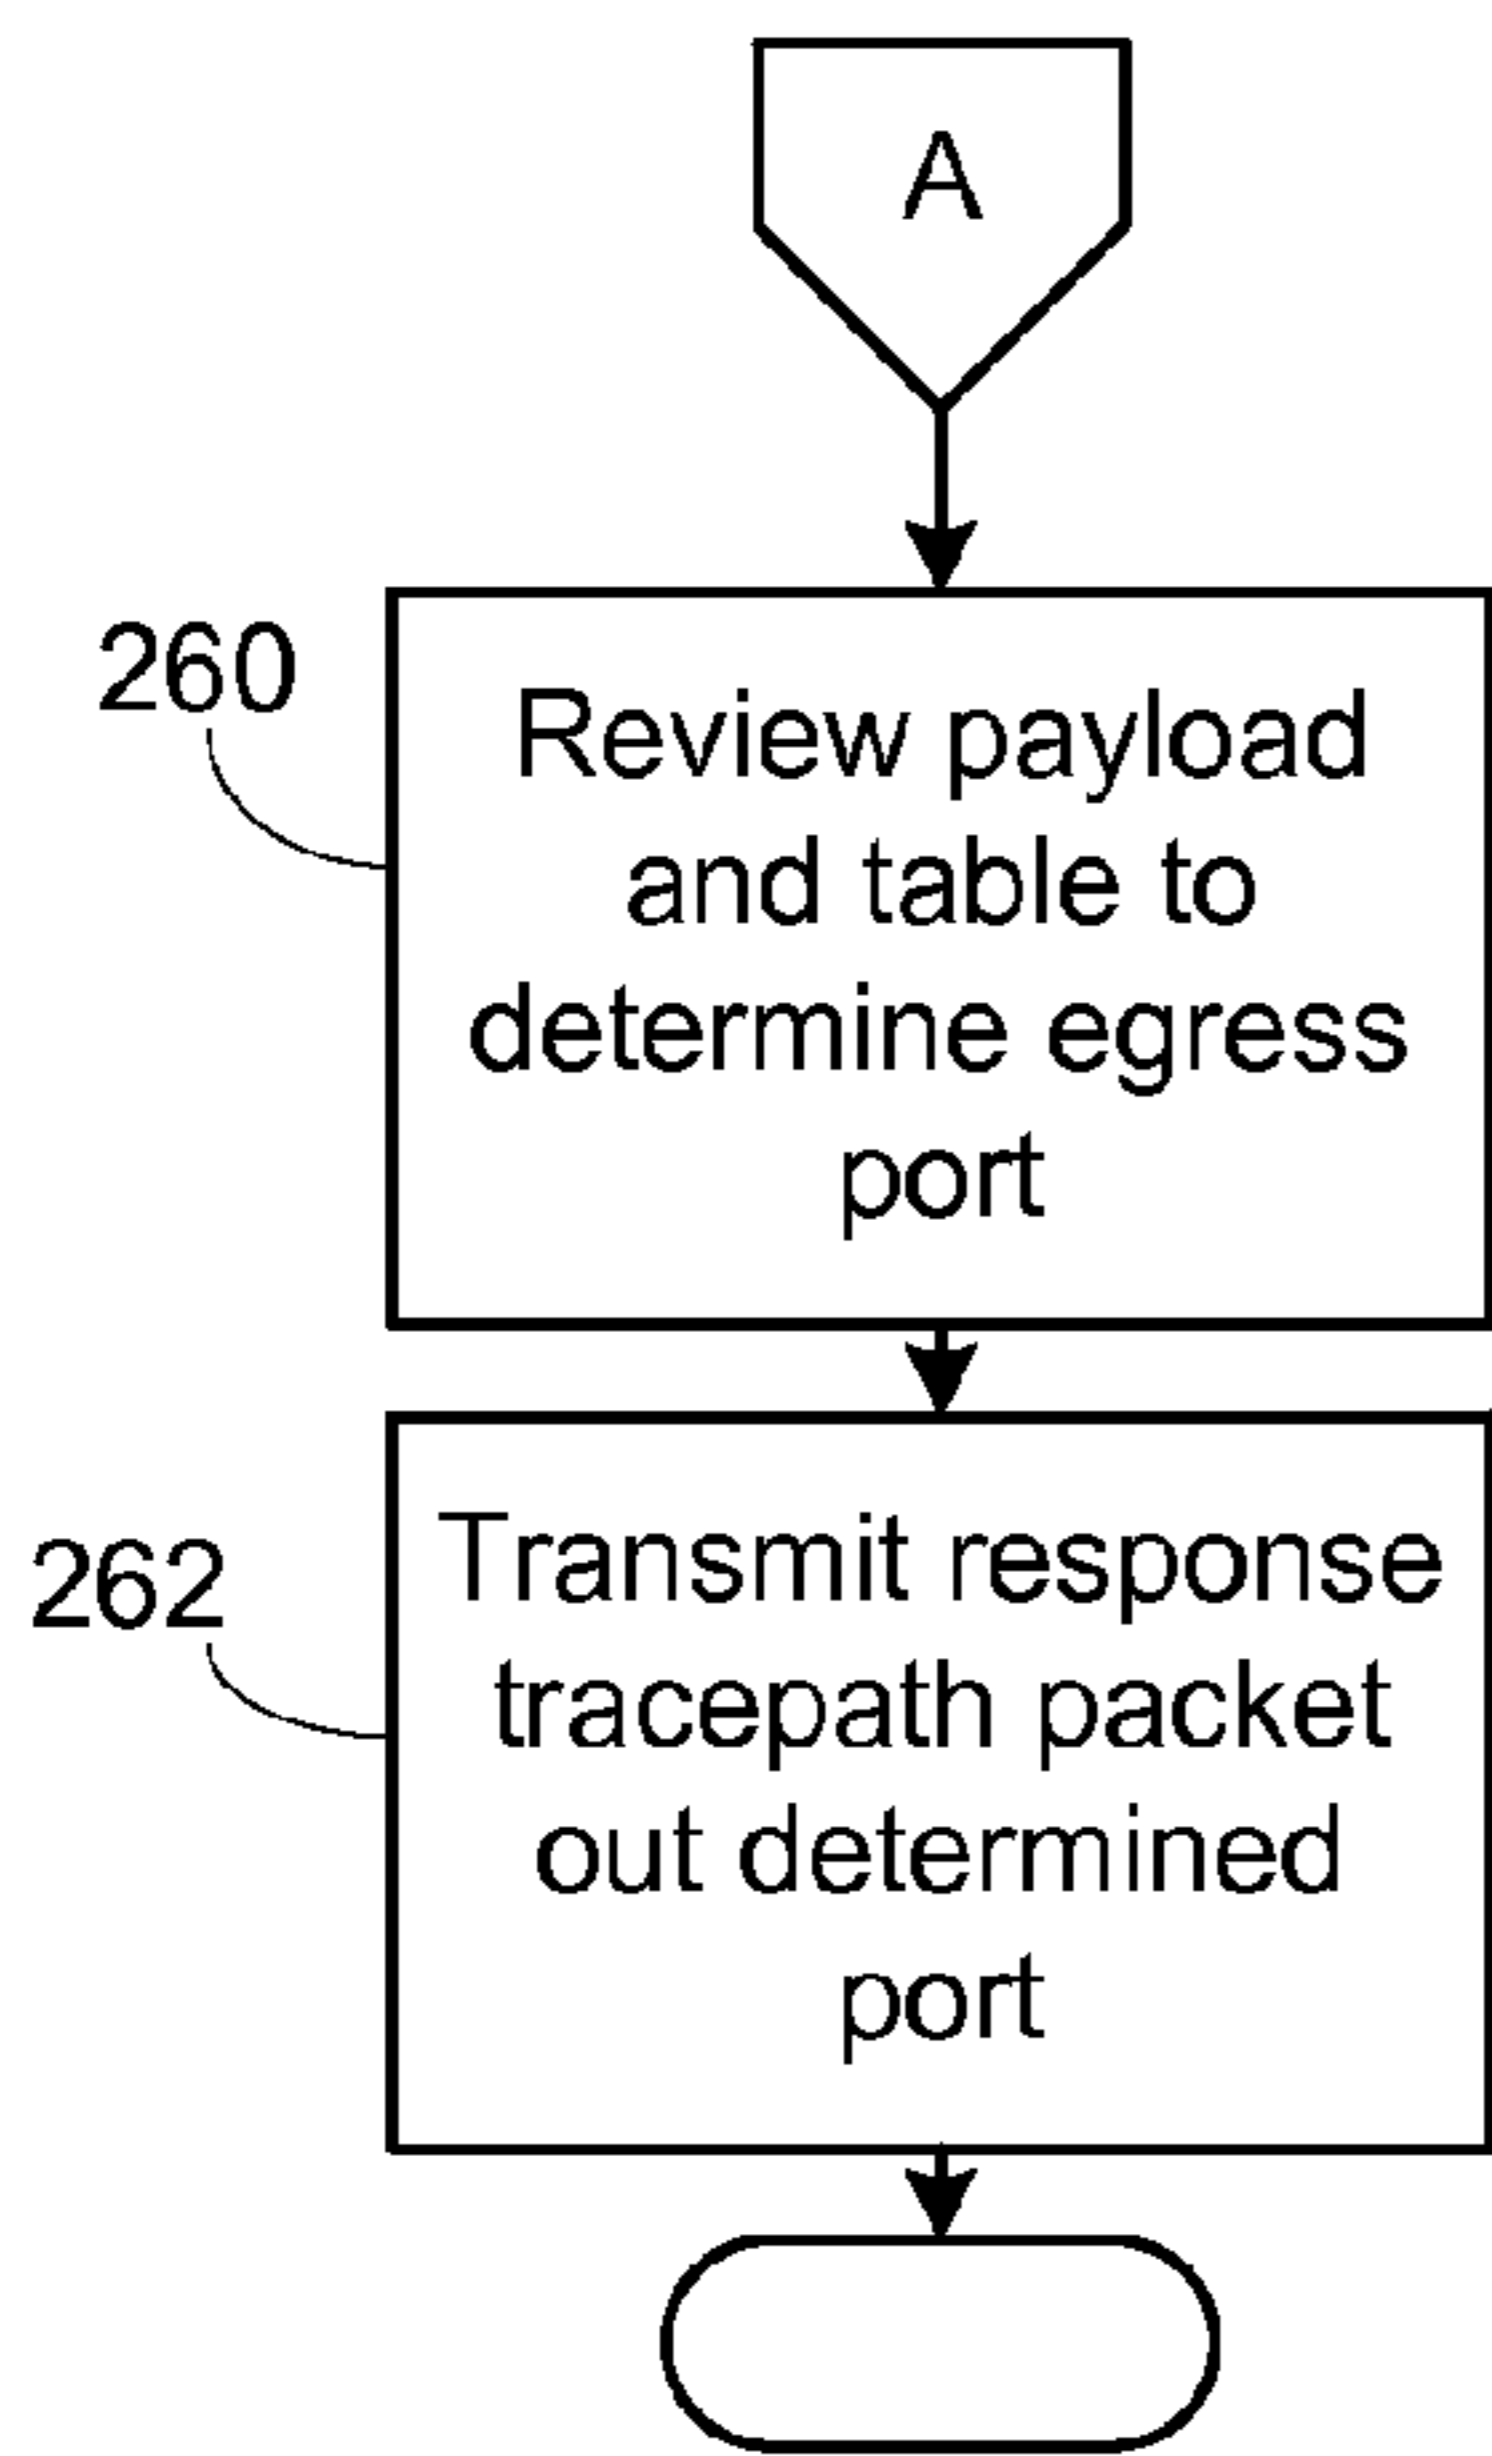 A
260
Review payload
and table to
determine egress
port
262
Transmit response
tracepath packet
out determined
port